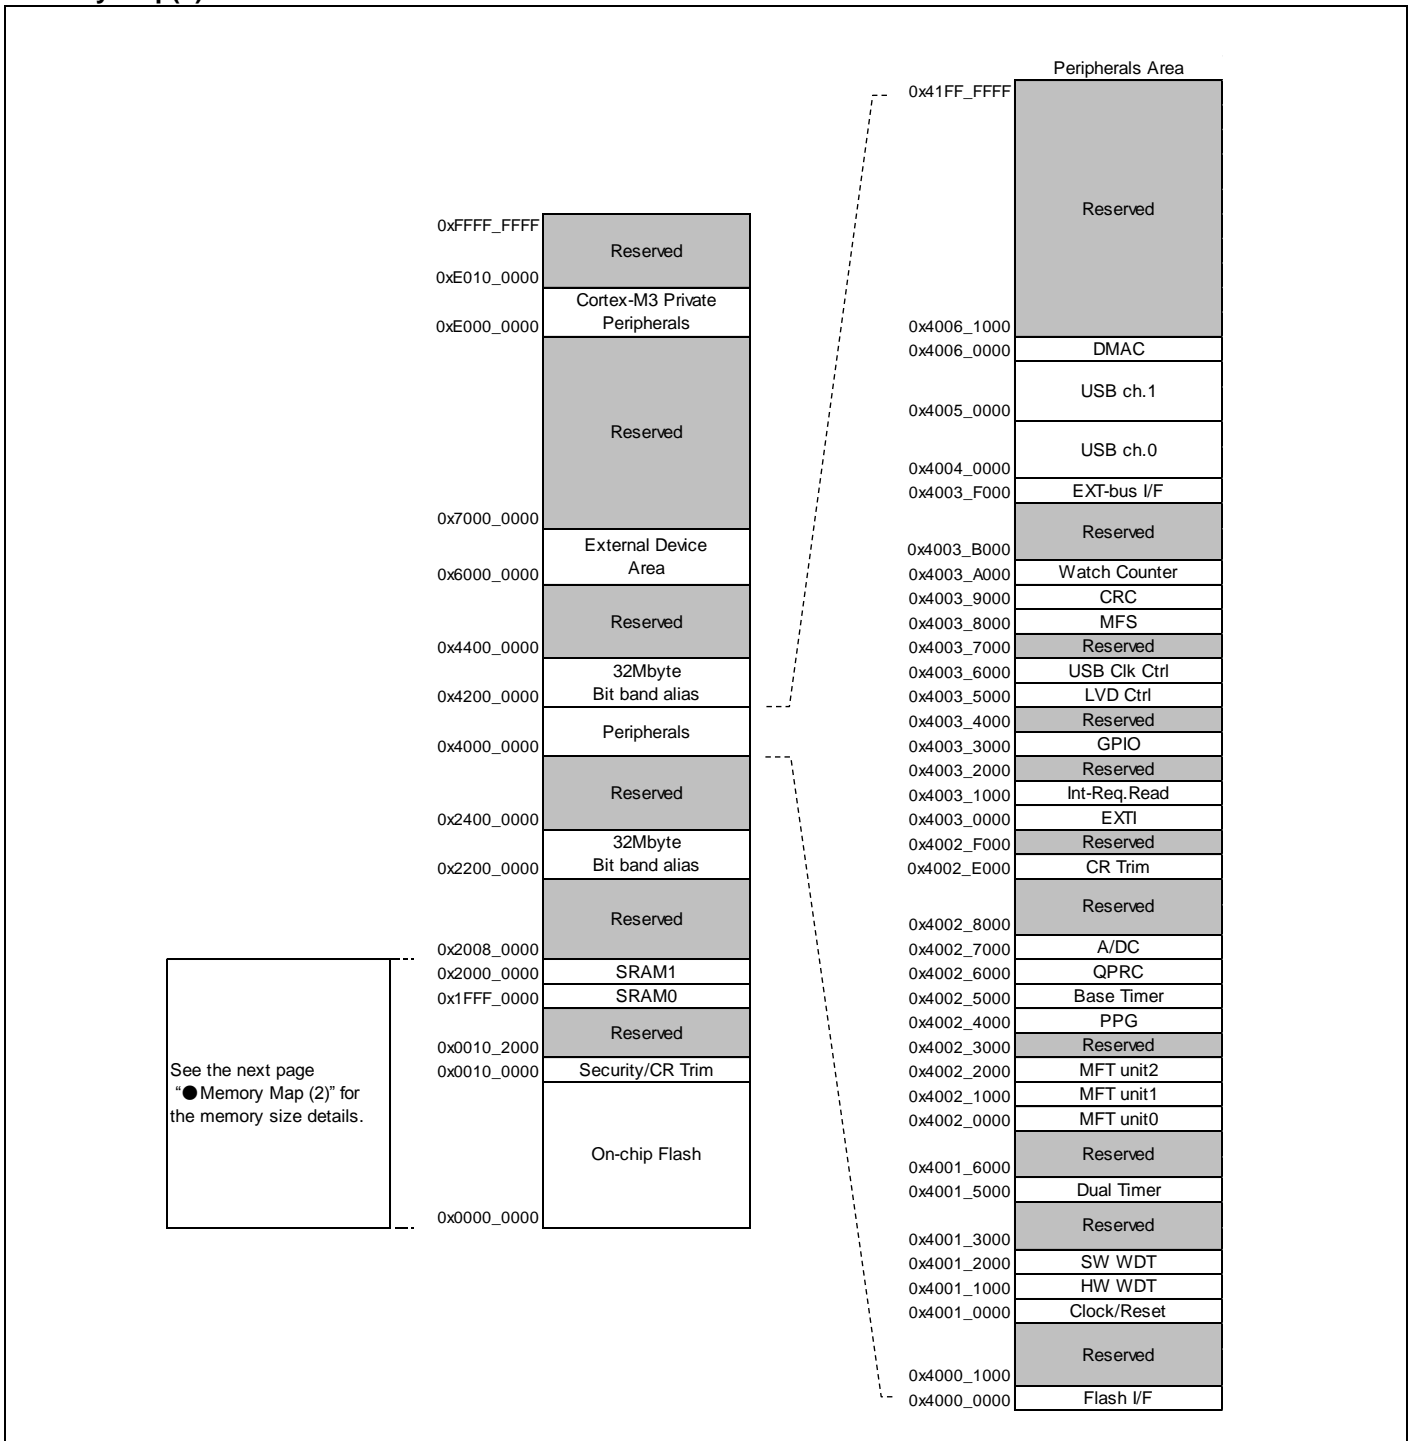 Peripherals Area
0x41FF_FFFF
Reserved
0x4006_1000
0x4006_0000 DMAC
USB ch.1
0x4005_0000
USB ch.0
0x4004_0000
0x4003_F000 EXT-bus I/F
Reserved
0x4003_B000
0x4003_A000 Watch Counter
0x4003_9000 CRC
0x4003_8000 MFS
0x4003_7000 Reserved
0x4003_6000 USB Clk Ctrl
0x4003_5000 LVD Ctrl
0x4003_4000 Reserved
0x4003_3000 GPIO
0x4003_2000 Reserved
0x4003_1000 Int-Req.Read
0x4003_0000 EXTI
0x4002_F000 Reserved
0x4002_E000 CR Trim
Reserved
0x4002_8000
0x4002_7000 A/DC
0x4002_6000 QPRC
0x4002_5000 Base Timer
0x4002_4000 PPG
0x4002_3000 Reserved
0x4002_2000 MFT unit2
0x4002_1000 MFT unit1
0x4002_0000 MFT unit0
Reserved
0x4001_6000
0x4001_5000 Dual Timer
Reserved
0x4001_3000
0x4001_2000 SW WDT
0x4001_1000 HW WDT
0x4001_0000 Clock/Reset
Reserved
0x4000_1000
0x4000_0000 Flash I/F
0xFFFF_FFFF
Reserved
0xE010_0000
Cortex-M3 Private
0xE000_0000 Peripherals
Reserved
0x7000_0000
External Device
Area
0x6000_0000
Reserved
0x4400_0000
32Mbyte
0x4200_0000 Bit band alias
Peripherals
0x4000_0000
Reserved
0x2400_0000
32Mbyte
0x2200_0000 Bit band alias
Reserved
0x2008_0000
0x2000_0000 SRAM1
0x1FFF_0000 SRAM0
Reserved
0x0010_2000
0x0010_0000 Security/CR Trim
On-chip Flash
0x0000_0000
See the next page
“●Memory Map (2)” for
the memory size details.